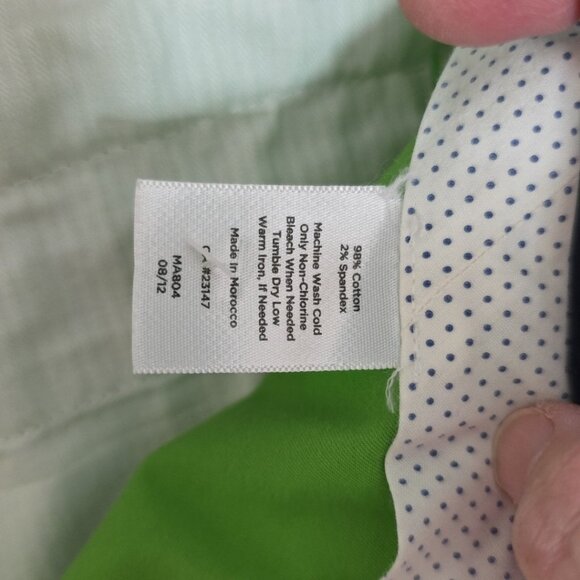 98% Cotton
2% Spandex
Machine Wash Cold
Only Non-Chlorine
Bleach When Needed
Tumble Dry Low
Warm Iron, If Needed
Made In Morocco
#23147
MA804
08/12